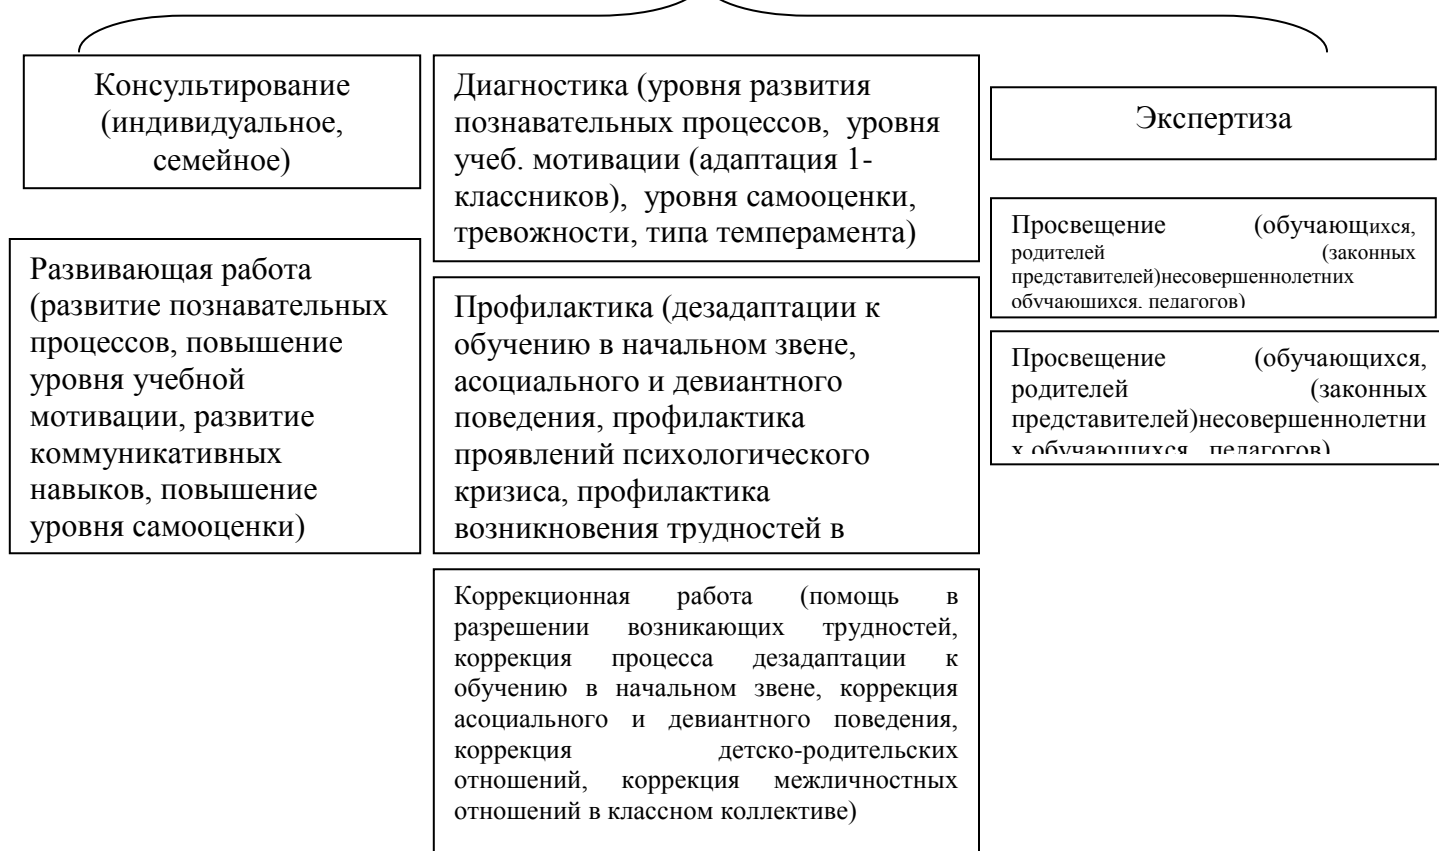 Консультирование
(индивидуальное,
семейное)
Развивающая работа
(развитие познавательных
процессов, повышение
уровня учебной
мотивации, развитие
коммуникативных
навыков, повышение
уровня самооценки)
Диагностика (уровня развития
познавательных процессов, уровня
учеб. мотивации (адаптация 1-
классников), уровня самооценки,
тревожности, типа темперамента)
Профилактика (дезадаптации к
обучению в начальном звене,
асоциального и девиантного
поведения, профилактика
проявлений психологического
кризиса, профилактика
возникновения трудностей в
Коррекционная работа (помощь в
разрешении возникающих трудностей,
коррекция процесса дезадаптации к
обучению в начальном звене, коррекция
асоциального и девиантного поведения,
коррекция детско-родительских
отношений, коррекция межличностных
отношений в классном коллективе)
Экспертиза
Просвещение (обучающихся,
родителей (законных
представителей)несовершеннолетних
обучающихся, педагогов)
Просвещение (обучающихся,
родителей (законных
представителей)несовершеннолетни
х обучающихся , педагогов)